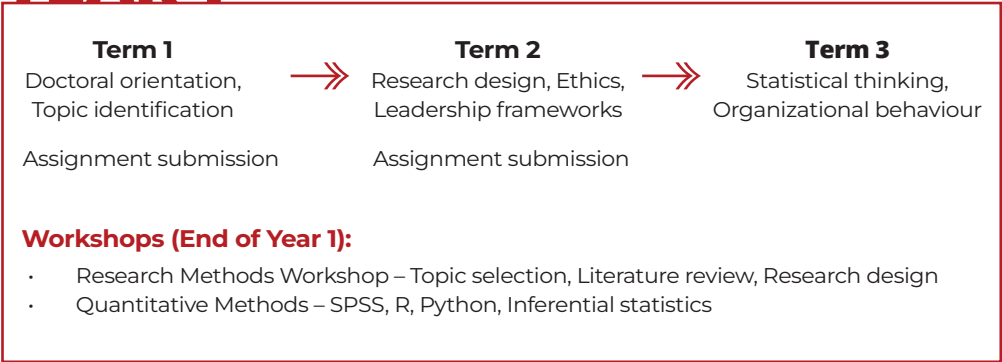 Term 1
Doctoral orientation,
Topic identification
Assignment submission
Term 2
Research design, Ethics,
Leadership frameworks
Assignment submission
Term 3
Statistical thinking,
Organizational behaviour
Workshops (End of Year 1):
· Research Methods Workshop – Topic selection, Literature review, Research design
· Quantitative Methods – SPSS, R, Python, Inferential statistics